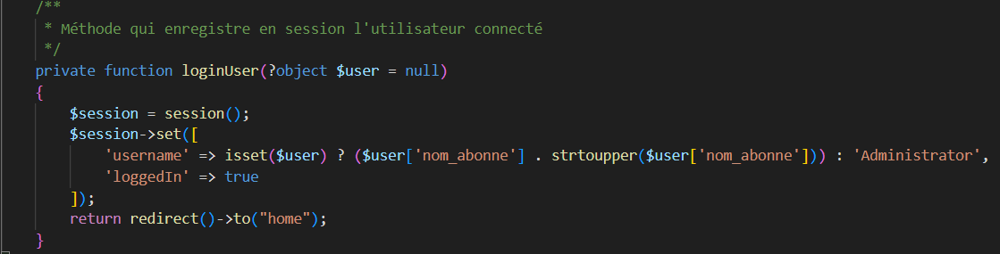 /**
 * Méthode qui enregistre en session l'utilisateur connecté
 */
private function loginUser(?object $user = null)
{
    $session = session();
    $session->set([
        'username' => isset($user) ? ($user['nom_abonne'] . strtoupper($user['nom_abonne'])) : 'Administrator',
        'loggedIn' => true
    ]);
    return redirect()->to("home");
}